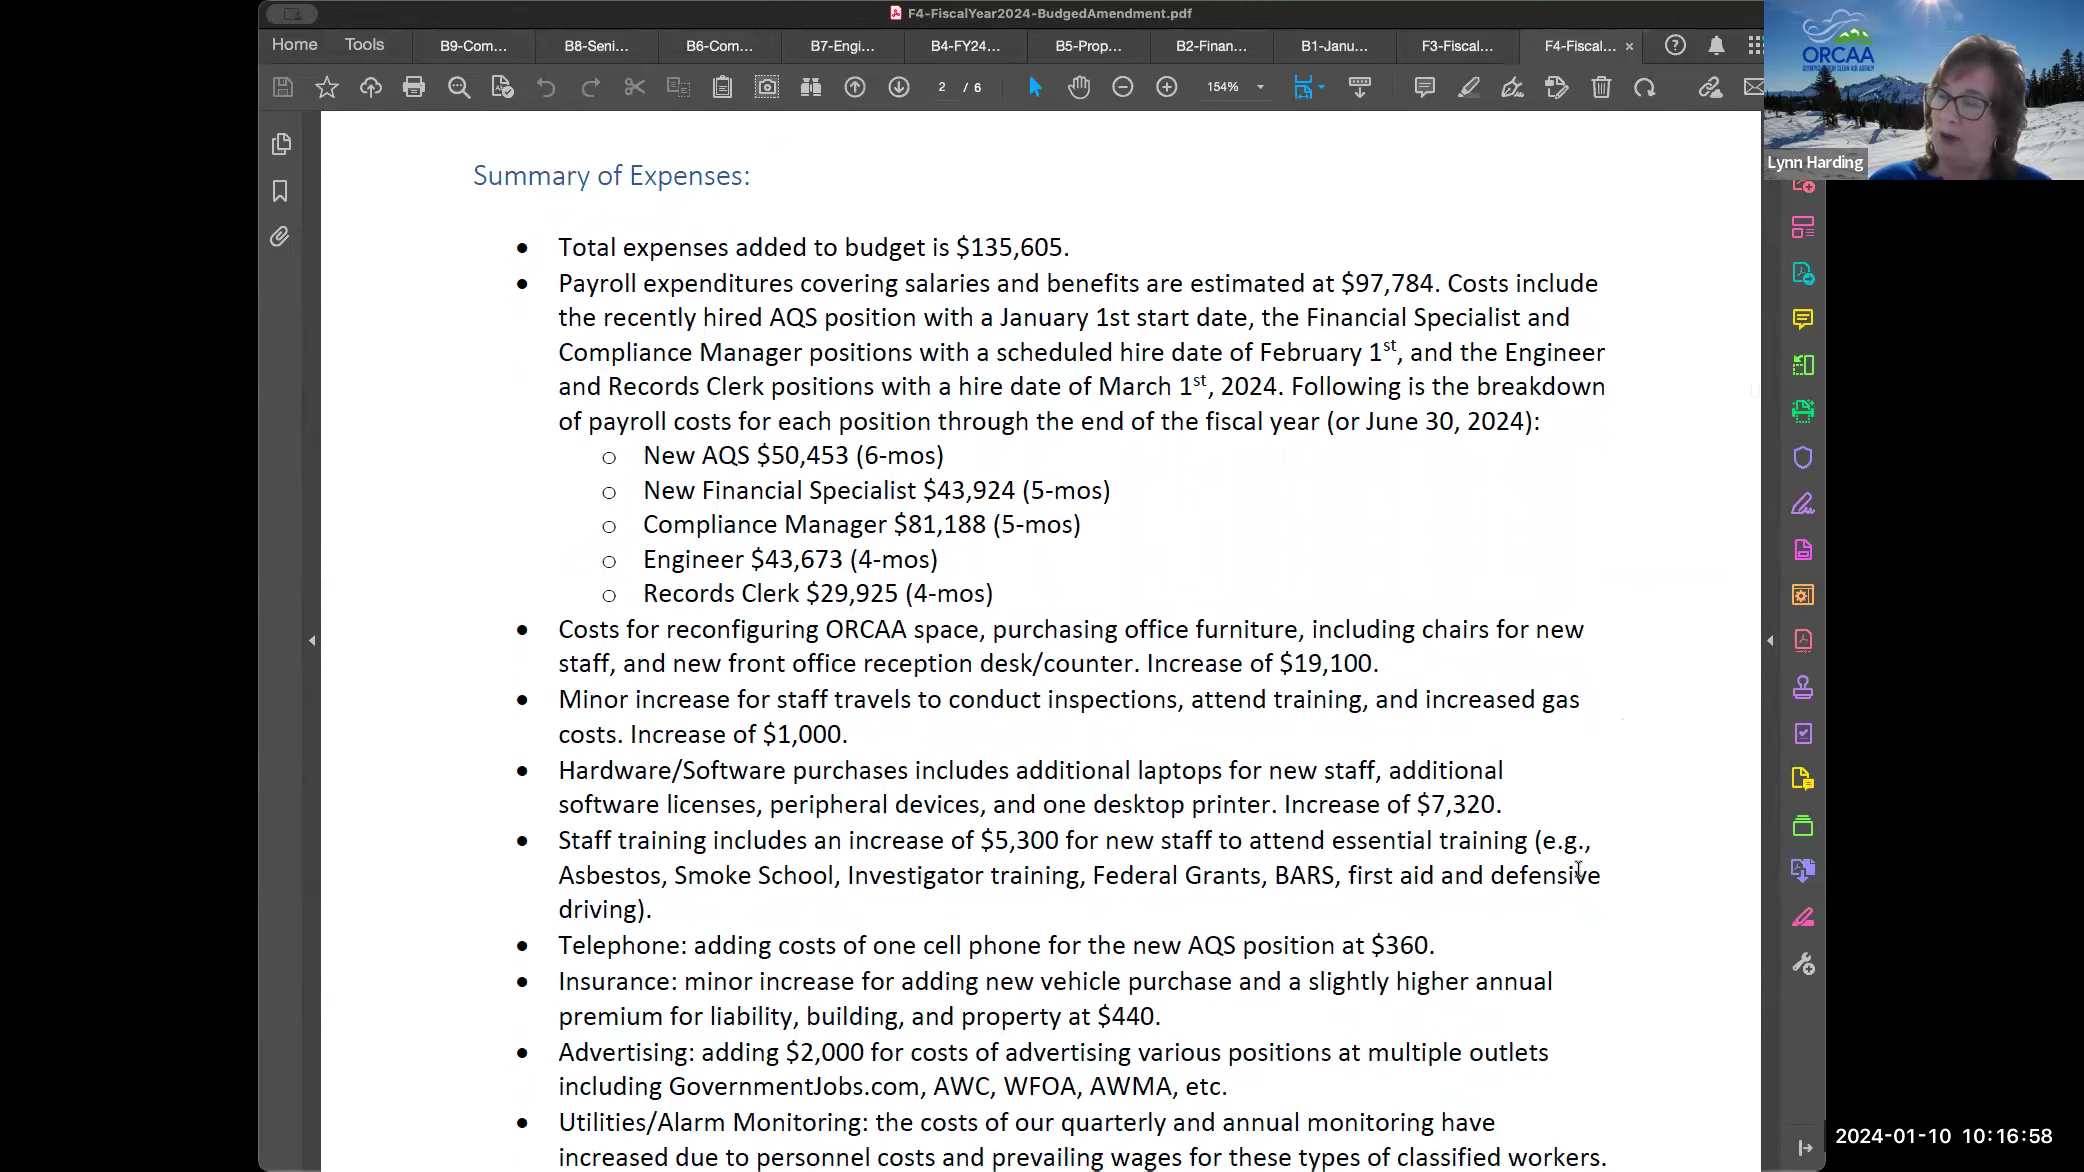 F4-FiscalYear2024-BudgedAmendment.pdf
Home Tools B9-Com... B8-Seni... B6-Com... B7-Engi... B4-FY24... B5-Prop... B2-Finan... B1-Janu... F3-Fiscal... F4-Fiscal... ×
2 / 6 154%
ORCAA
Lynn Harding
Summary of Expenses:
• Total expenses added to budget is $135,605.
• Payroll expenditures covering salaries and benefits are estimated at $97,784. Costs include
the recently hired AQS position with a January 1st start date, the Financial Specialist and
Compliance Manager positions with a scheduled hire date of February 1st, and the Engineer
and Records Clerk positions with a hire date of March 1st, 2024. Following is the breakdown
of payroll costs for each position through the end of the fiscal year (or June 30, 2024):
o New AQS $50,453 (6-mos)
o New Financial Specialist $43,924 (5-mos)
o Compliance Manager $81,188 (5-mos)
o Engineer $43,673 (4-mos)
o Records Clerk $29,925 (4-mos)
• Costs for reconfiguring ORCAA space, purchasing office furniture, including chairs for new
staff, and new front office reception desk/counter. Increase of $19,100.
• Minor increase for staff travels to conduct inspections, attend training, and increased gas
costs. Increase of $1,000.
• Hardware/Software purchases includes additional laptops for new staff, additional
software licenses, peripheral devices, and one desktop printer. Increase of $7,320.
• Staff training includes an increase of $5,300 for new staff to attend essential training (e.g.,
Asbestos, Smoke School, Investigator training, Federal Grants, BARS, first aid and defensive
driving).
• Telephone: adding costs of one cell phone for the new AQS position at $360.
• Insurance: minor increase for adding new vehicle purchase and a slightly higher annual
premium for liability, building, and property at $440.
• Advertising: adding $2,000 for costs of advertising various positions at multiple outlets
including GovernmentJobs.com, AWC, WFOA, AWMA, etc.
• Utilities/Alarm Monitoring: the costs of our quarterly and annual monitoring have
increased due to personnel costs and prevailing wages for these types of classified workers.
2024-01-10 10:16:58